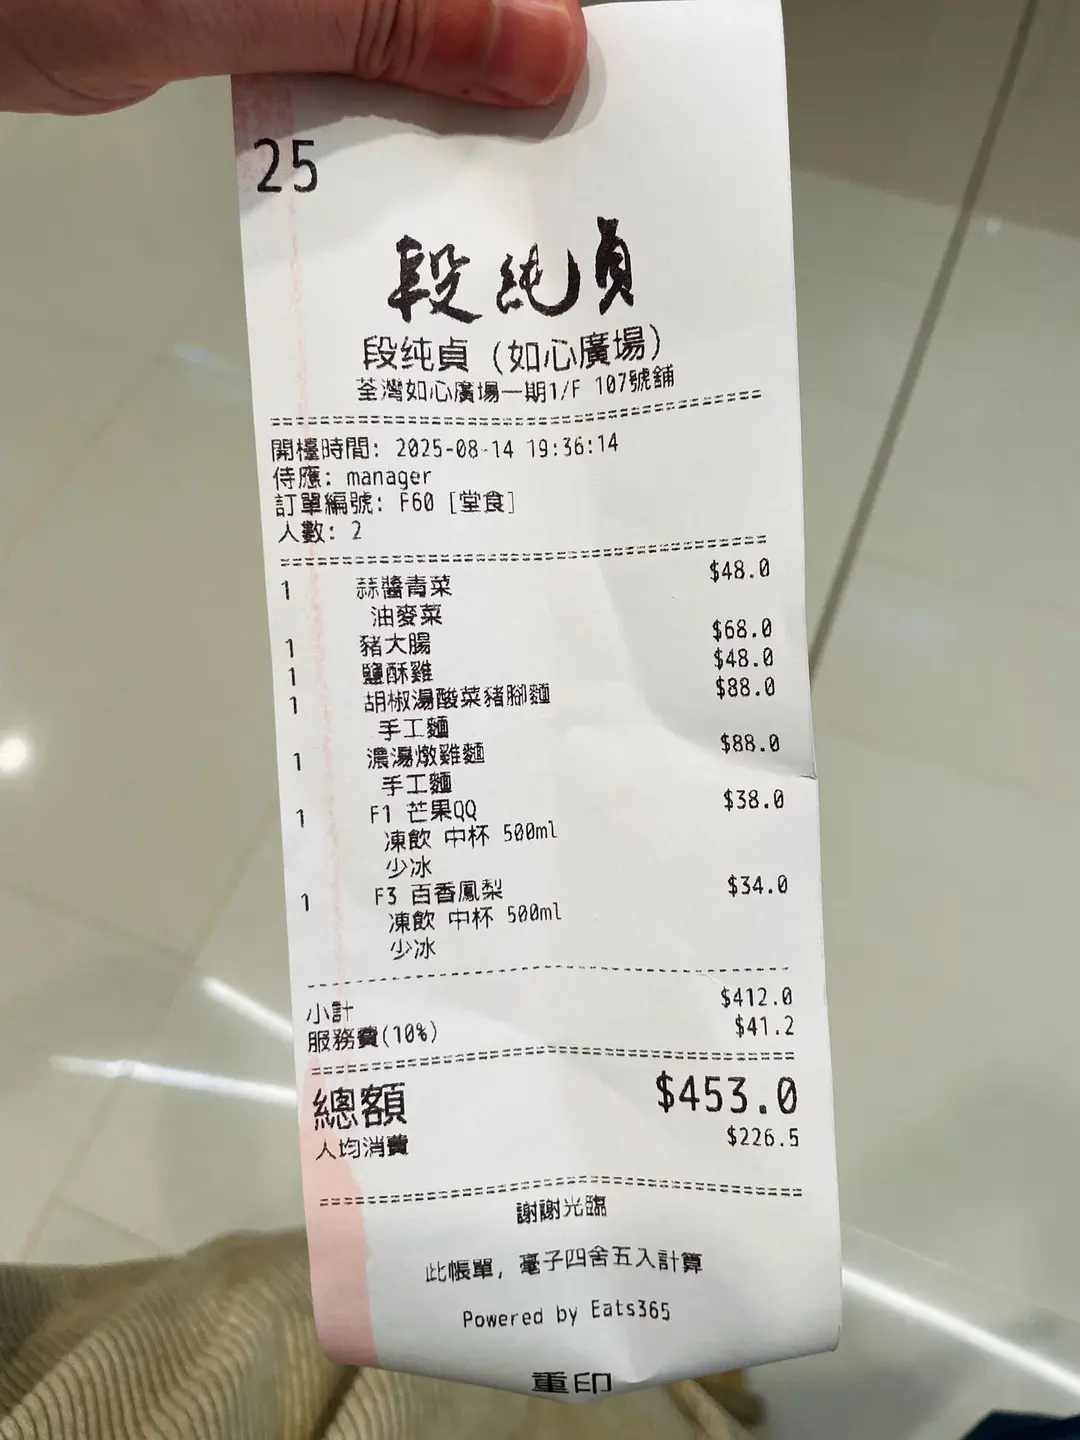 25
段純貞
段纯貞 (如心廣場)
荃灣如心廣場一期1/F 107號舖
開檯時間: 2025-08-14 19:36:14
侍應: manager
訂單編號: F60 [堂食]
人數: 2
1 蒜醬青菜 $48.0
油麥菜
1 豬大腸 $68.0
1 鹽酥雞 $48.0
1 胡椒湯酸菜豬腳麵 $88.0
手工麵
1 濃湯燉雞麵 $88.0
手工麵
1 F1 芒果QQ $38.0
凍飲 中杯 500ml
少冰
1 F3 百香鳳梨 $34.0
凍飲 中杯 500ml
少冰
小計 $412.0
服務費(10%) $41.2
總額 $453.0
人均消費 $226.5
謝謝光臨
此帳單, 毫子四舍五入計算
Powered by Eats365
重印